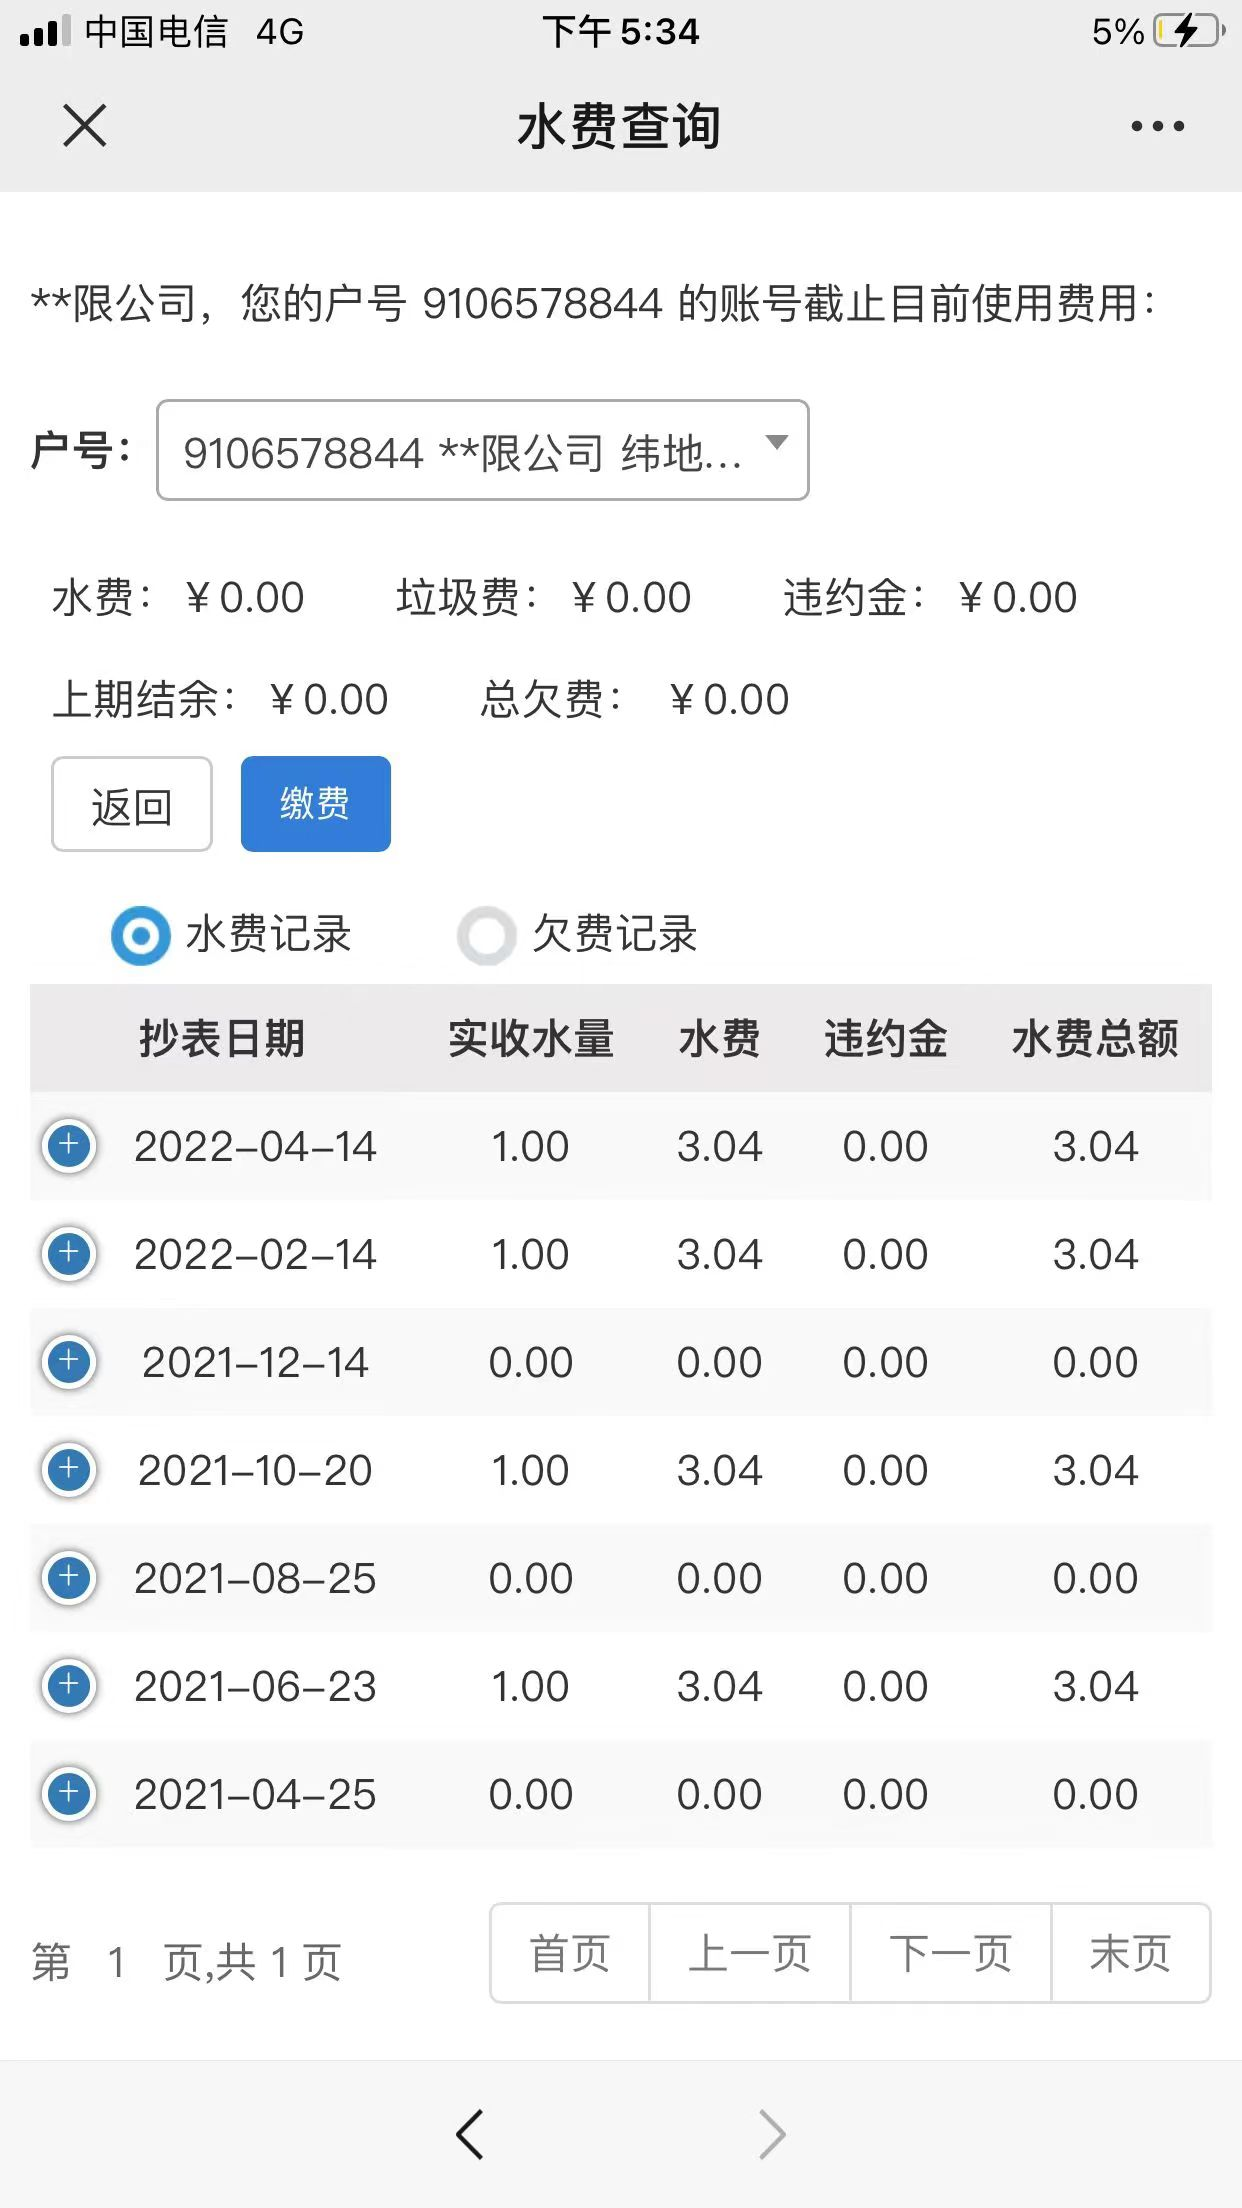 中国电信 4G 下午 5:34 5%
水费查询
**限公司，您的户号 9106578844 的账号截止目前使用费用：
户号： 9106578844 **限公司 纬地...
水费： ¥0.00 垃圾费： ¥0.00 违约金： ¥0.00
上期结余： ¥0.00 总欠费： ¥0.00
返回 缴费
水费记录 欠费记录
抄表日期 实收水量 水费 违约金 水费总额
2022-04-14 1.00 3.04 0.00 3.04
2022-02-14 1.00 3.04 0.00 3.04
2021-12-14 0.00 0.00 0.00 0.00
2021-10-20 1.00 3.04 0.00 3.04
2021-08-25 0.00 0.00 0.00 0.00
2021-06-23 1.00 3.04 0.00 3.04
2021-04-25 0.00 0.00 0.00 0.00
第 1 页,共 1 页 首页 上一页 下一页 末页